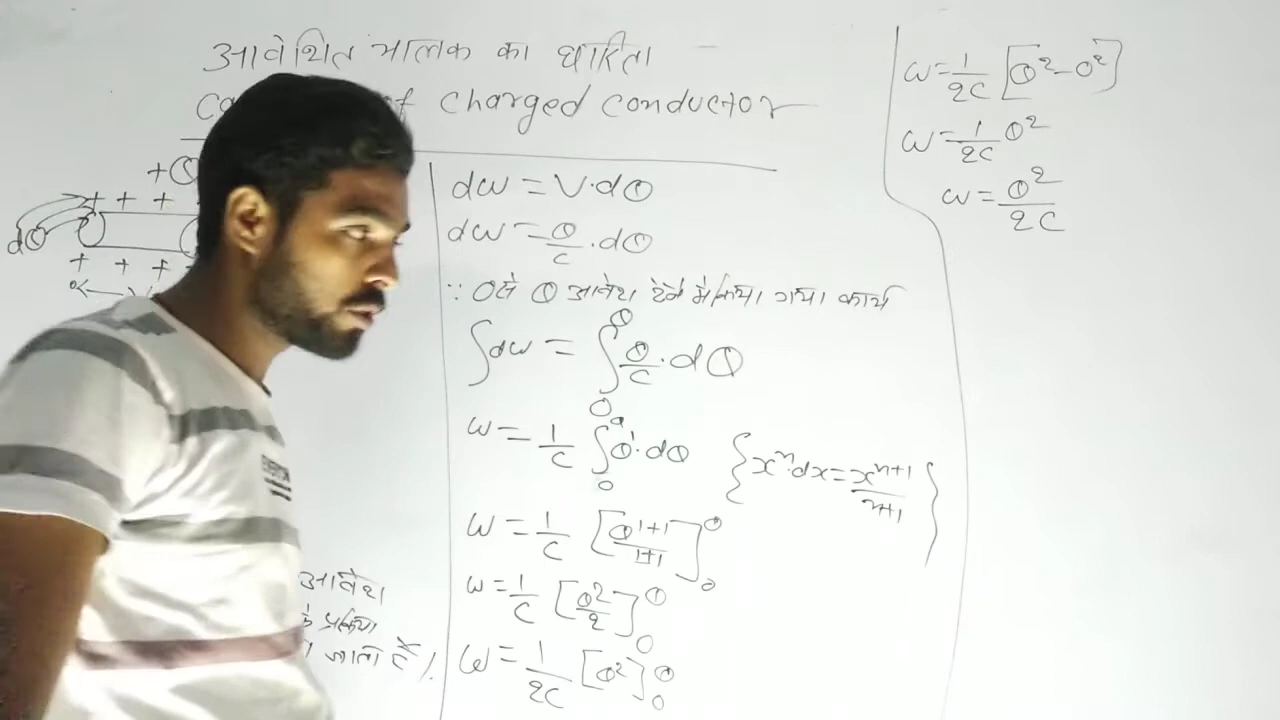 आवेशित चालक का धारिता
of charged conductor
+Q
+ + +
dQ
+ + +
आवेश
प्रक्रिया
जाता है।
dw = V·dQ
dw = Q/C · dQ
∵ 0 से Q आवेश देने में किया गया कार्य
∫dw = ∫₀^Q Q/C · dQ
w = 1/C ∫₀^Q Q¹·dQ {xⁿ·dx = xⁿ⁺¹/n+1}
w = 1/C [Q¹⁺¹/1+1]₀^Q
w = 1/C [Q²/2]₀^Q
w = 1/2C [Q²]₀^Q
w = 1/2C [Q² - 0²]
w = 1/2C Q²
w = Q²/2C